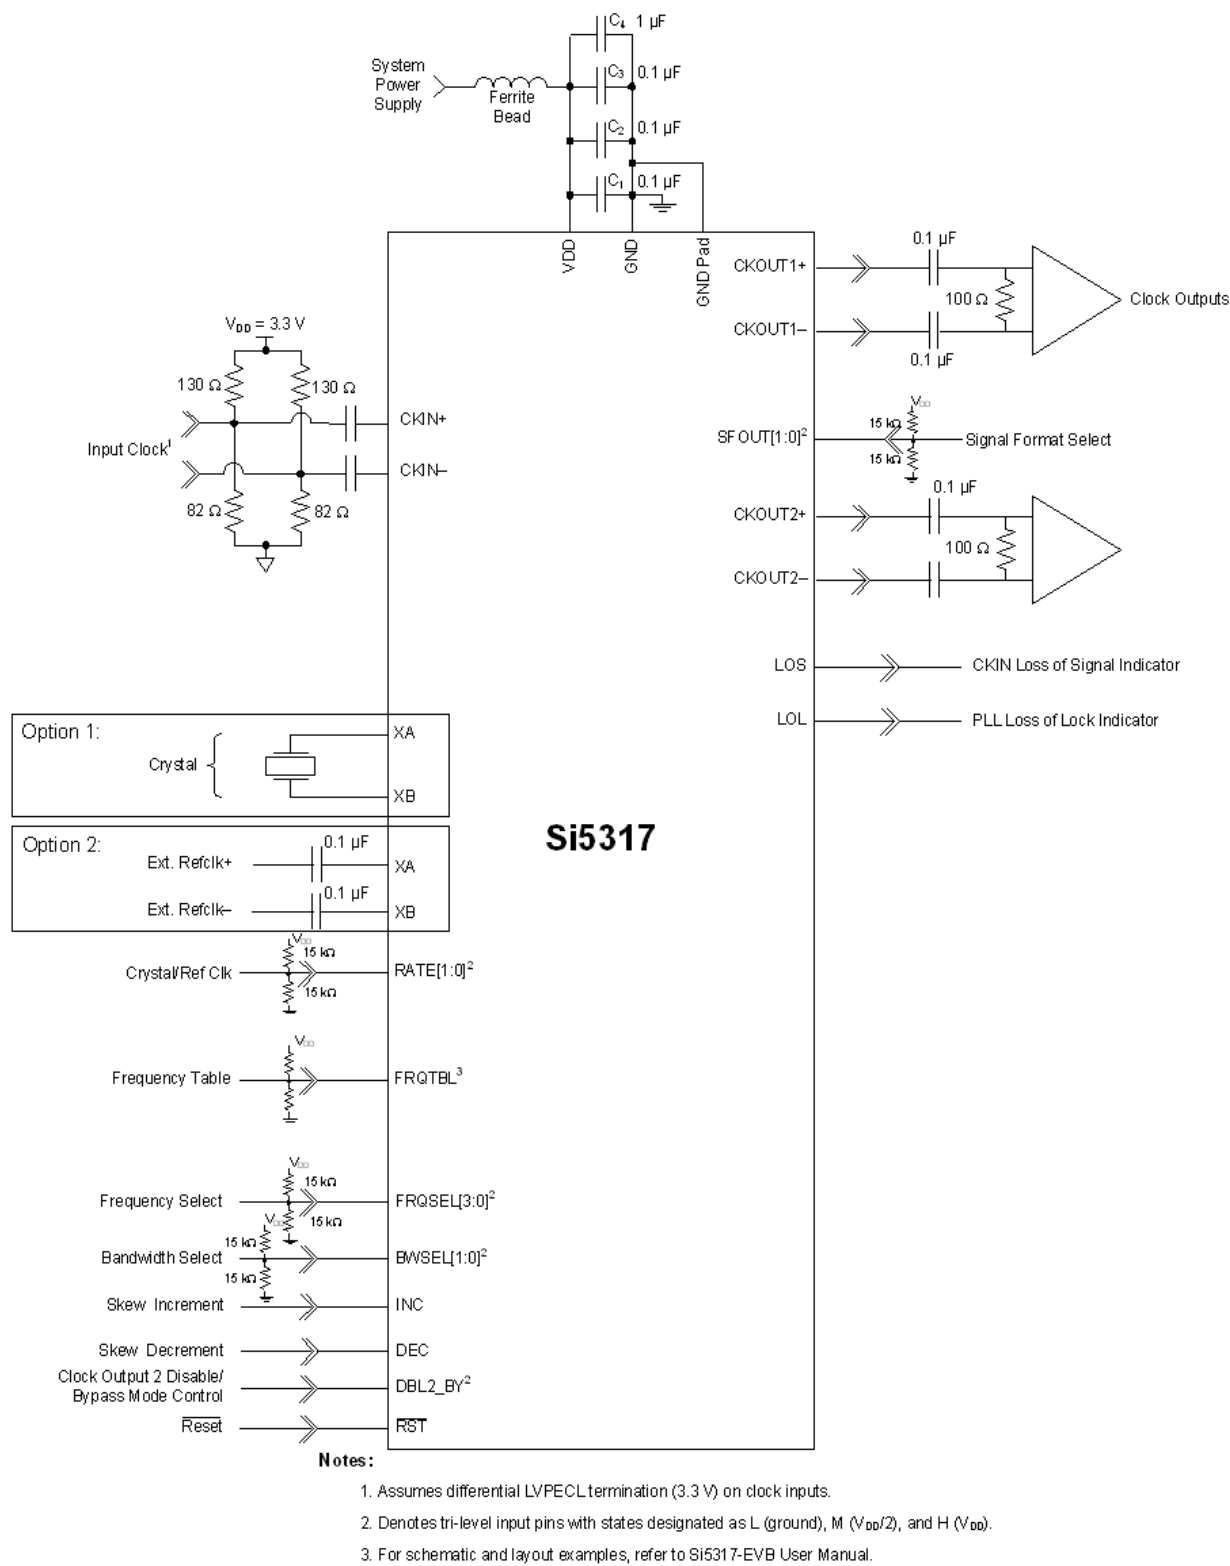 C4 1 µF
System
Power
Supply
C3 0.1 µF
Ferrite
Bead
C2 0.1 µF
C1 0.1 µF
VDD
GND
GND Pad
0.1 µF
CKOUT1+
100 Ω
Clock Outputs
CKOUT1–
0.1 µF
VDD = 3.3 V
130 Ω
130 Ω
CKIN+
Input Clock1
CKIN–
82 Ω
82 Ω
VDD
15 kΩ
SFOUT[1:0]2
Signal Format Select
15 kΩ
0.1 µF
CKOUT2+
100 Ω
CKOUT2–
LOS
CKIN Loss of Signal Indicator
LOL
PLL Loss of Lock Indicator
Option 1:
XA
Crystal
XB
Si5317
Option 2:
0.1 µF
Ext. Refclk+
XA
0.1 µF
Ext. Refclk–
XB
VDD
15 kΩ
Crystal/Ref Clk
RATE[1:0]2
15 kΩ
VDD
Frequency Table
FRQTBL3
VDD
15 kΩ
Frequency Select
FRQSEL[3:0]2
15 kΩ
VDD
15 kΩ
Bandwidth Select
BWSEL[1:0]2
15 kΩ
Skew Increment
INC
Skew Decrement
DEC
Clock Output 2 Disable/
Bypass Mode Control
DBL2_BY2
Reset
RST
Notes:
1. Assumes differential LVPECL termination (3.3 V) on clock inputs.
2. Denotes tri-level input pins with states designated as L (ground), M (VDD/2), and H (VDD).
3. For schematic and layout examples, refer to Si5317-EVB User Manual.